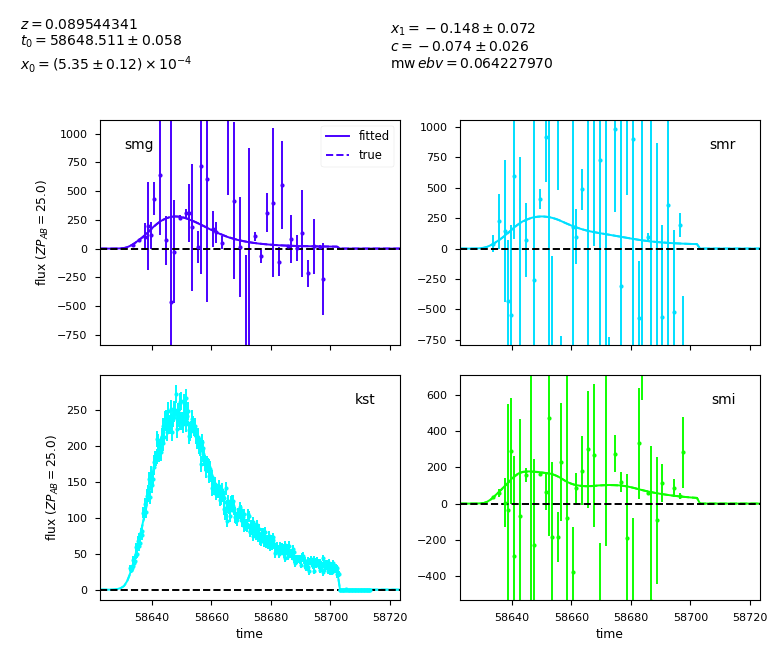 z = 0.089544341
t₀ = 58648.511 ± 0.058
x₀ = (5.35 ± 0.12) × 10⁻⁴
x₁ = −0.148 ± 0.072
c = −0.074 ± 0.026
mw ebv = 0.064227970
smg
fitted
true
1000
750
500
250
0
−250
−500
−750
flux (ZP_AB = 25.0)
smr
1000
750
500
250
0
−250
−500
−750
kst
250
200
150
100
50
0
flux (ZP_AB = 25.0)
58640 58660 58680 58700 58720
time
smi
600
400
200
0
−200
−400
58640 58660 58680 58700 58720
time